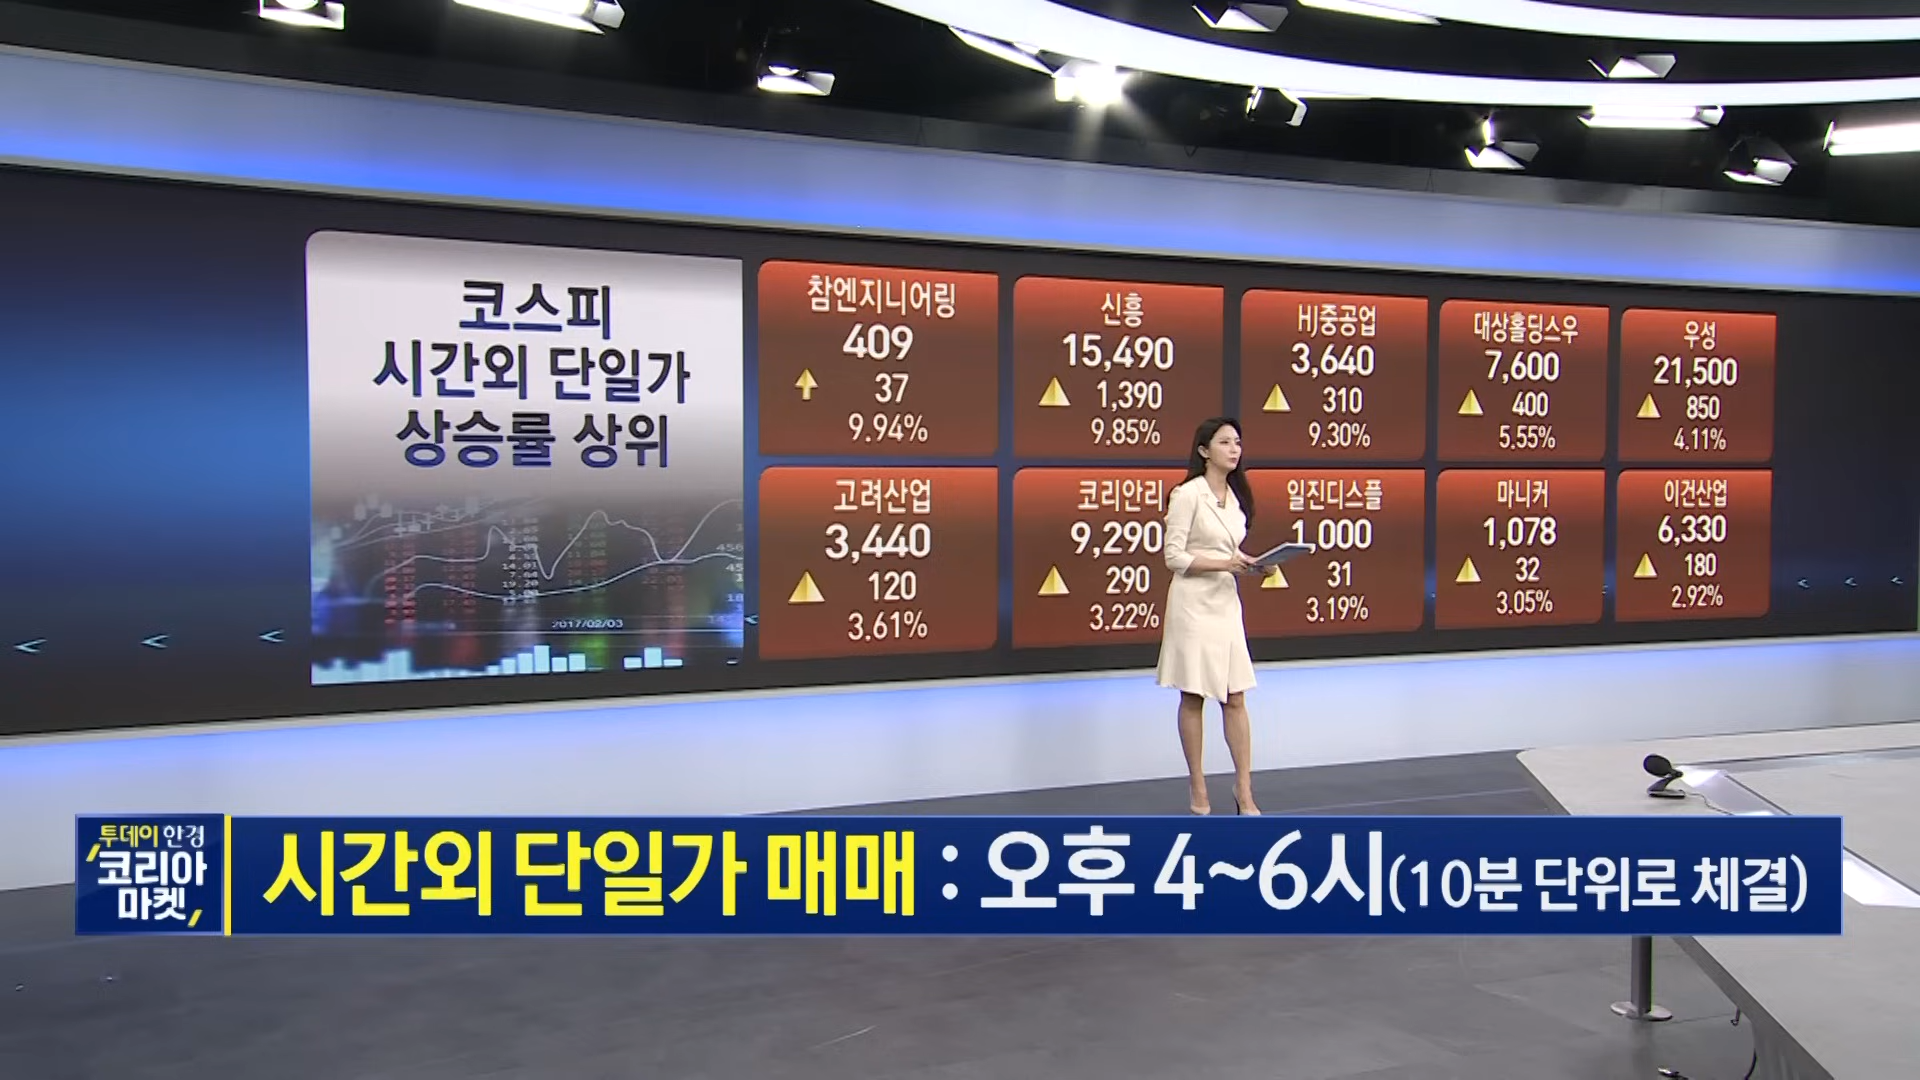 코스피
시간외 단일가
상승률 상위
2017/02/03
참엔지니어링
409
37
9.94%
신흥
15,490
1,390
9.85%
HJ중공업
3,640
310
9.30%
대상홀딩스우
7,600
400
5.55%
우성
21,500
850
4.11%
고려산업
3,440
120
3.61%
코리안리
9,290
290
3.22%
일진디스플
1,000
31
3.19%
마니커
1,078
32
3.05%
이건산업
6,330
180
2.92%
투데이 한경
코리아
마켓
시간외 단일가 매매 : 오후 4~6시(10분 단위로 체결)